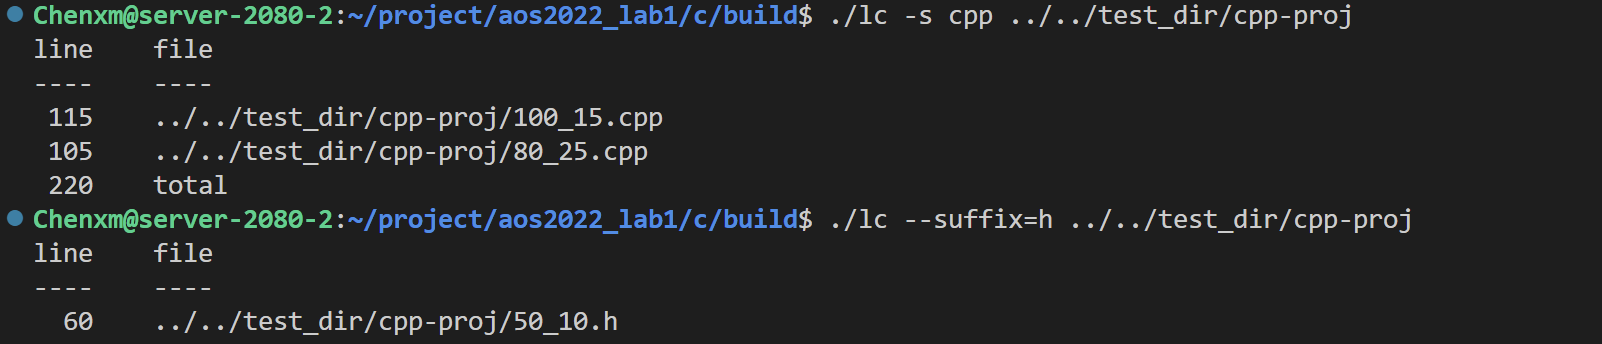 Chenxm@server-2080-2:~/project/aos2022_lab1/c/build$ ./lc -s cpp ../../test_dir/cpp-proj
line    file
----    ----
 115    ../../test_dir/cpp-proj/100_15.cpp
 105    ../../test_dir/cpp-proj/80_25.cpp
 220    total
Chenxm@server-2080-2:~/project/aos2022_lab1/c/build$ ./lc --suffix=h ../../test_dir/cpp-proj
line    file
----    ----
  60    ../../test_dir/cpp-proj/50_10.h